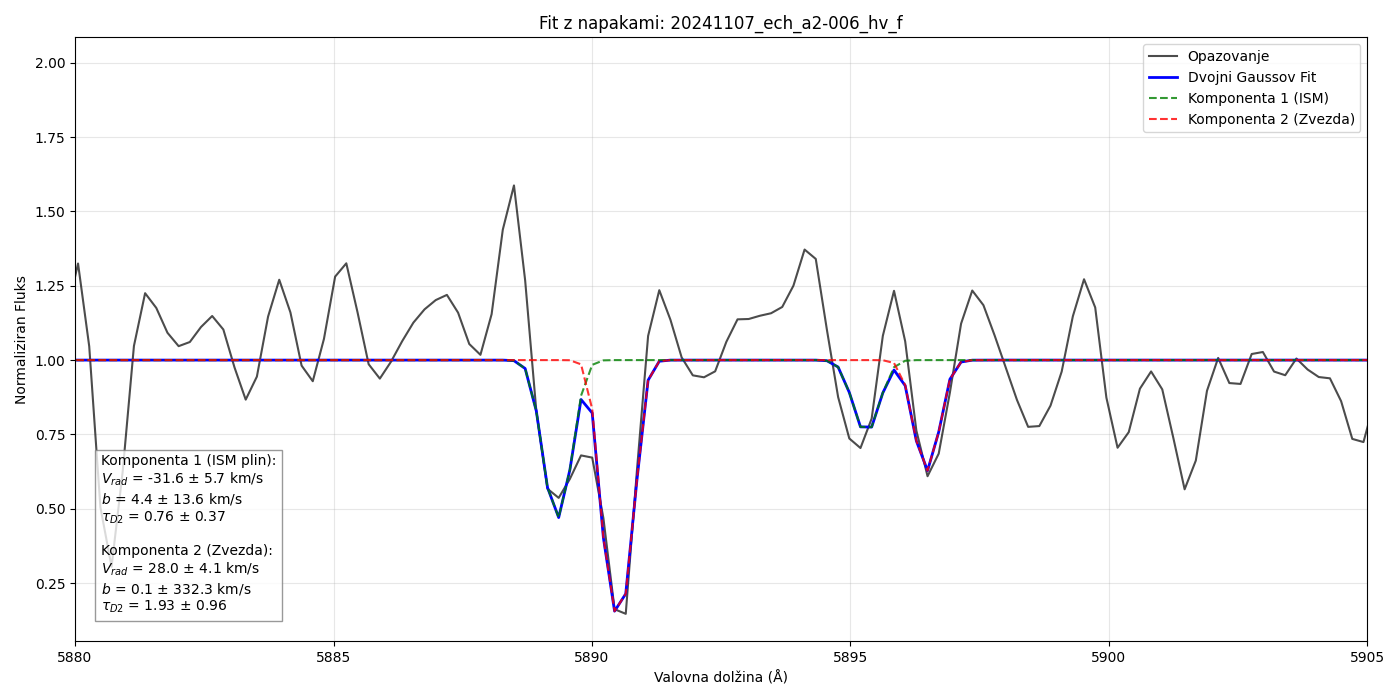 Fit z napakami: 20241107_ech_a2-006_hv_f
Normaliziran Fluks
2.00
1.75
1.50
1.25
1.00
0.75
0.50
0.25
Opazovanje
Dvojni Gaussov Fit
Komponenta 1 (ISM)
Komponenta 2 (Zvezda)
Komponenta 1 (ISM plin):
V_rad = -31.6 ± 5.7 km/s
b = 4.4 ± 13.6 km/s
τ_D2 = 0.76 ± 0.37
Komponenta 2 (Zvezda):
V_rad = 28.0 ± 4.1 km/s
b = 0.1 ± 332.3 km/s
τ_D2 = 1.93 ± 0.96
5880 5885 5890 5895 5900 5905
Valovna dolžina (Å)